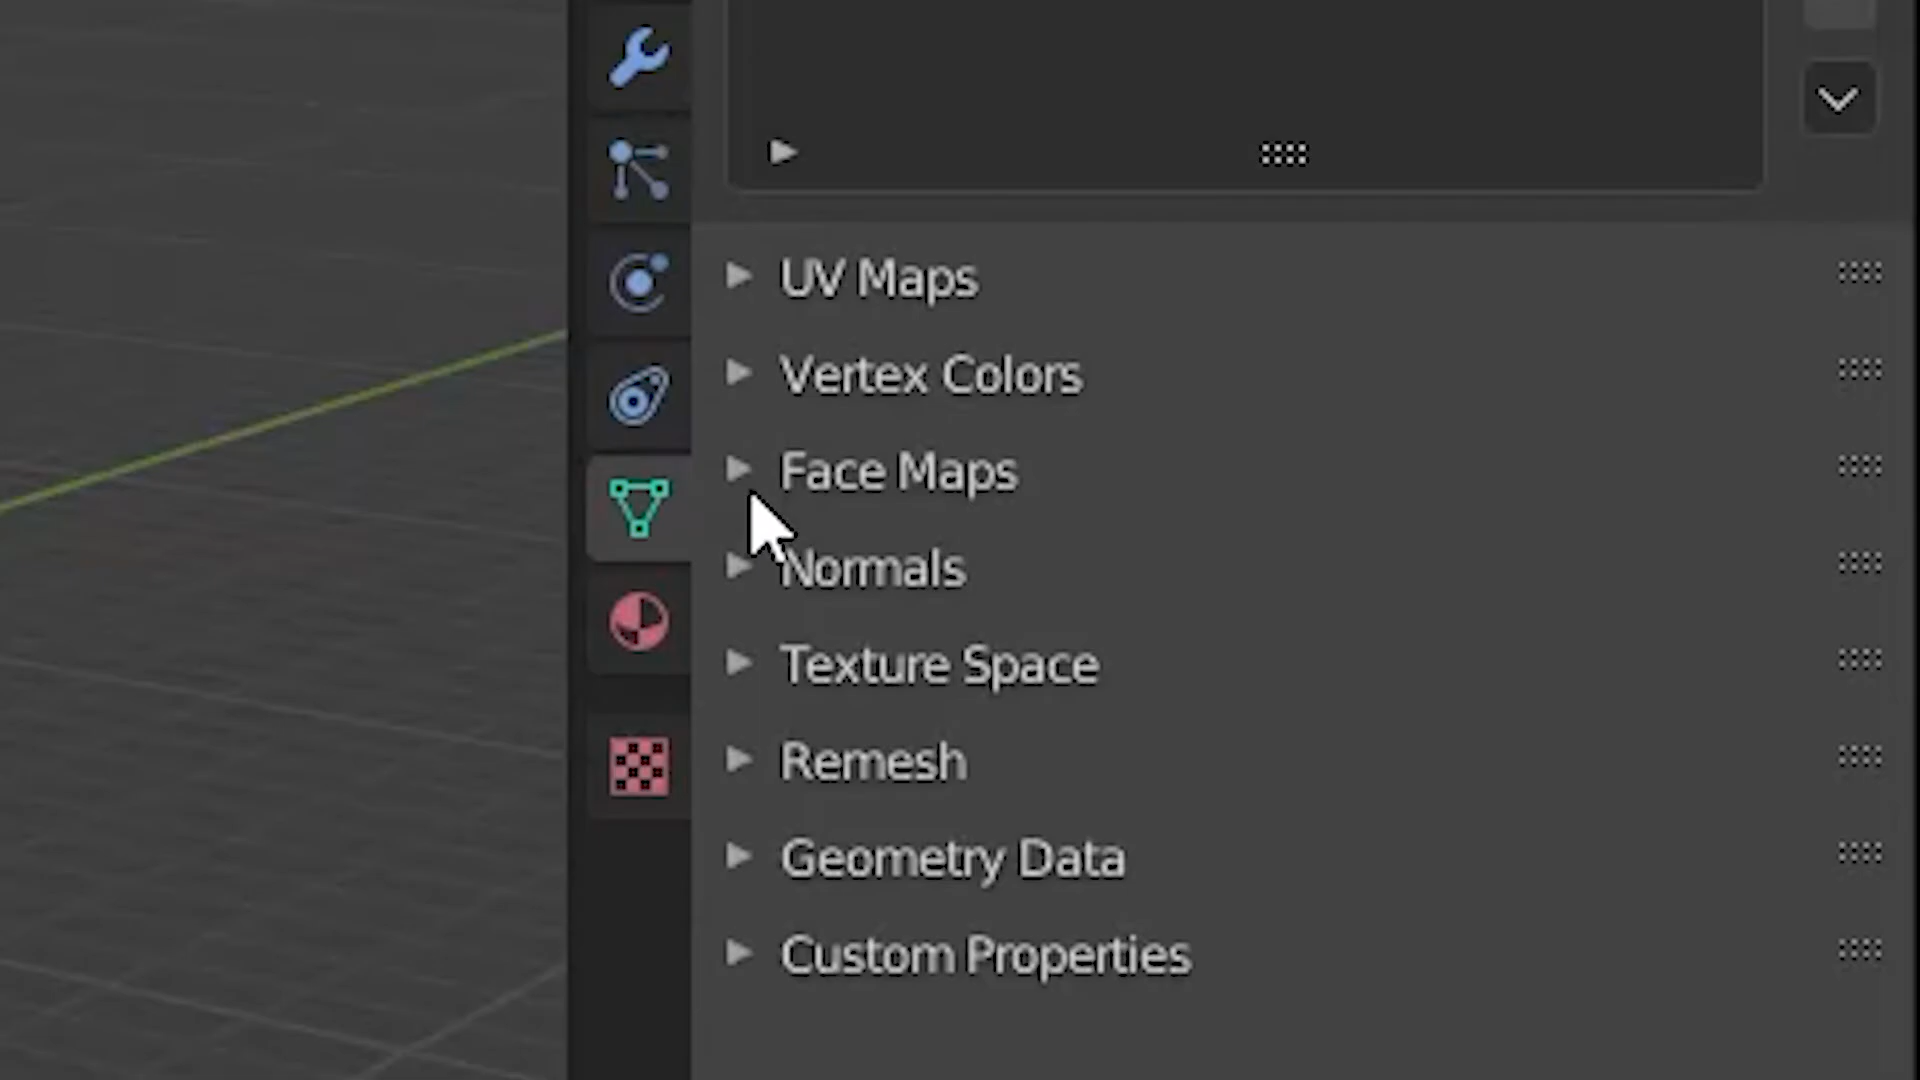 UV Maps
Vertex Colors
Face Maps
Normals
Texture Space
Remesh
Geometry Data
Custom Properties